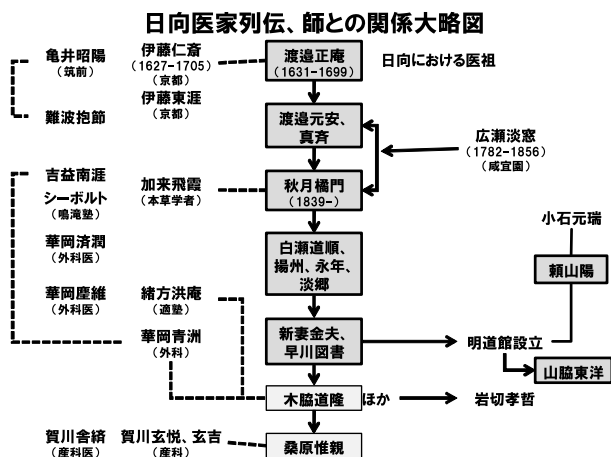 日向医家列伝、師との関係大略図
亀井昭陽
(筑前)
難波抱節
伊藤仁斎
(1627-1705)
(京都)
伊藤東涯
(京都)
渡邉正庵
(1631-1699)
日向における医祖
渡邉元安、
真斉
広瀬淡窓
(1782-1856)
(咸宜園)
吉益南涯
シーボルト
(鳴滝塾)
加来飛霞
(本草学者)
秋月橘門
(1839-)
小石元瑞
華岡済潤
(外科医)
白瀬道順、
揚州、永年、
淡郷
頼山陽
華岡塵維
(外科医)
緒方洪庵
(適塾)
華岡青洲
(外科)
新妻金夫、
早川図書
明道館設立
山脇東洋
木脇道隆
ほか
岩切孝哲
賀川舎綺
(産科医)
賀川玄悦、玄吉
(産科)
桑原惟親